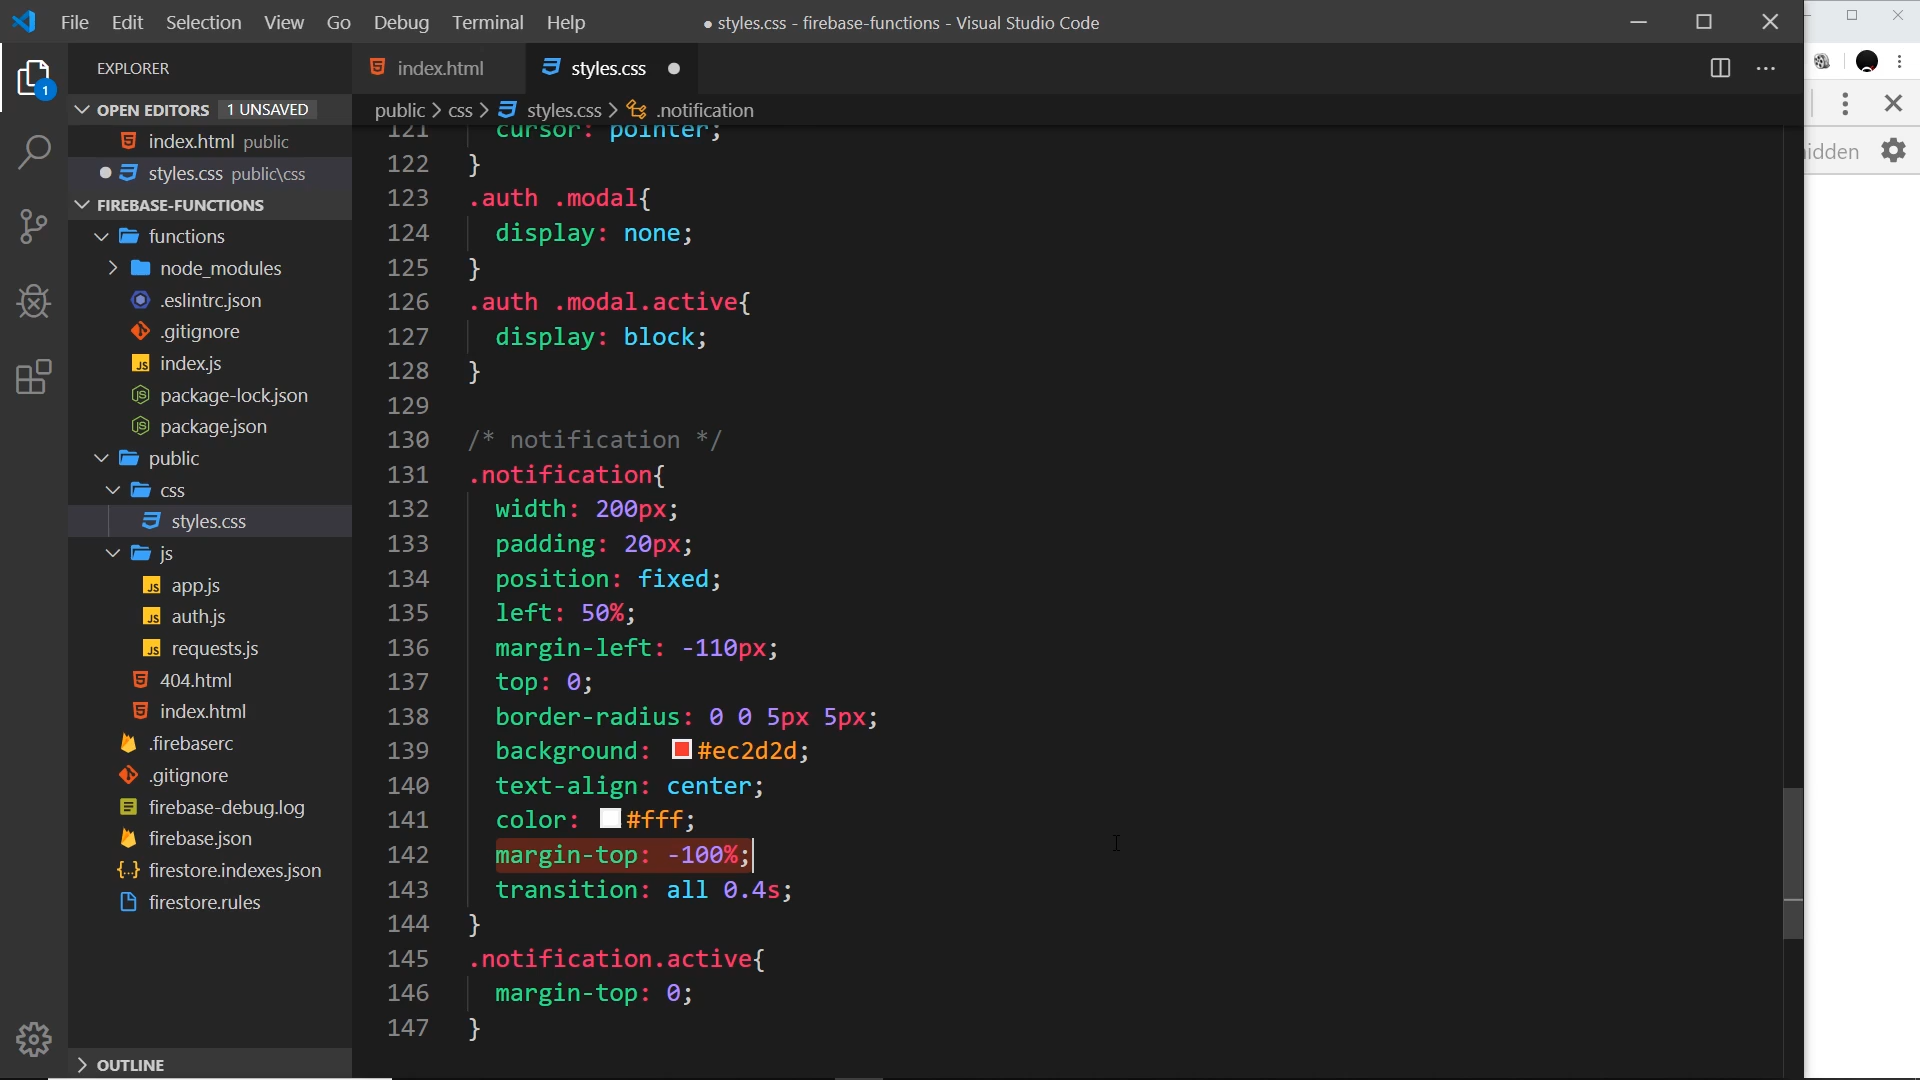 File Edit Selection View Go Debug Terminal Help
● styles.css - firebase-functions - Visual Studio Code
EXPLORER
index.html
styles.css
OPEN EDITORS 1 UNSAVED
public > css > styles.css > .notification
index.html public
styles.css public\css
1
FIREBASE-FUNCTIONS
functions
node_modules
.eslintrc.json
.gitignore
index.js
package-lock.json
package.json
public
css
styles.css
js
app.js
auth.js
requests.js
404.html
index.html
.firebaserc
.gitignore
firebase-debug.log
firebase.json
firestore.indexes.json
firestore.rules
OUTLINE
121 cursor: pointer;
122 }
123 .auth .modal{
124 display: none;
125 }
126 .auth .modal.active{
127 display: block;
128 }
129
130 /* notification */
131 .notification{
132 width: 200px;
133 padding: 20px;
134 position: fixed;
135 left: 50%;
136 margin-left: -110px;
137 top: 0;
138 border-radius: 0 0 5px 5px;
139 background: #ec2d2d;
140 text-align: center;
141 color: #fff;
142 margin-top: -100%;
143 transition: all 0.4s;
144 }
145 .notification.active{
146 margin-top: 0;
147 }